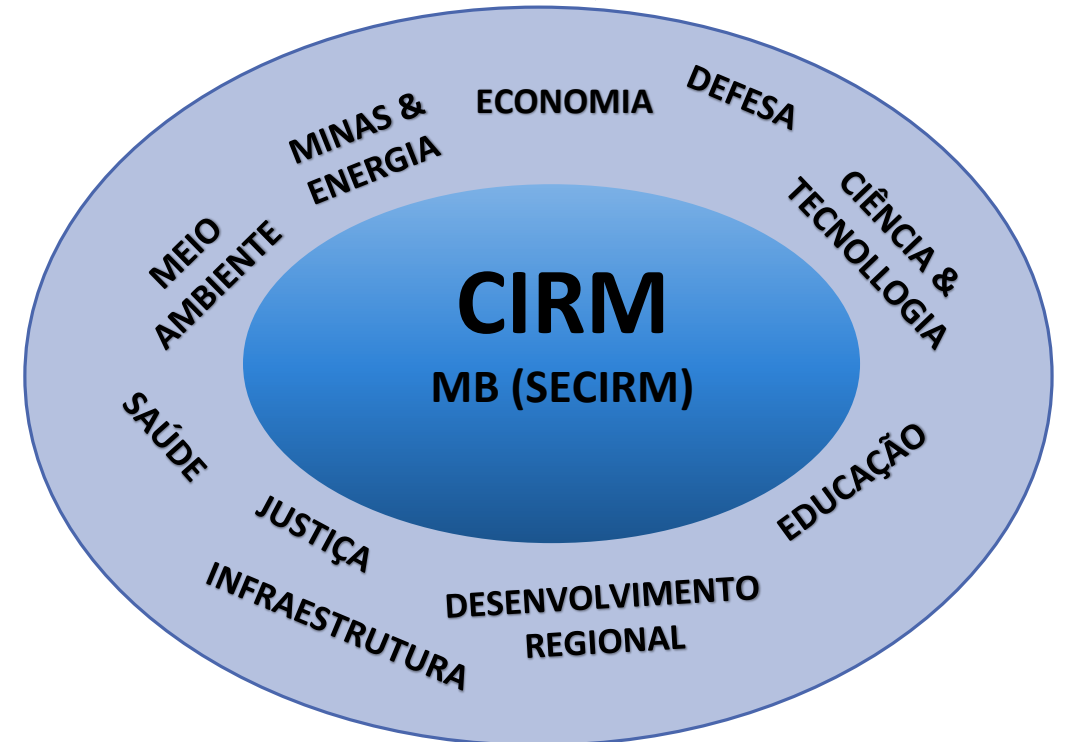 ECONOMIA
DEFESA
MINAS &
ENERGIA
CIÊNCIA &
TECNOLLOGIA
MEIO
AMBIENTE
CIRM
MB (SECIRM)
SAÚDE
EDUCAÇÃO
JUSTIÇA
INFRAESTRUTURA
DESENVOLVIMENTO
REGIONAL